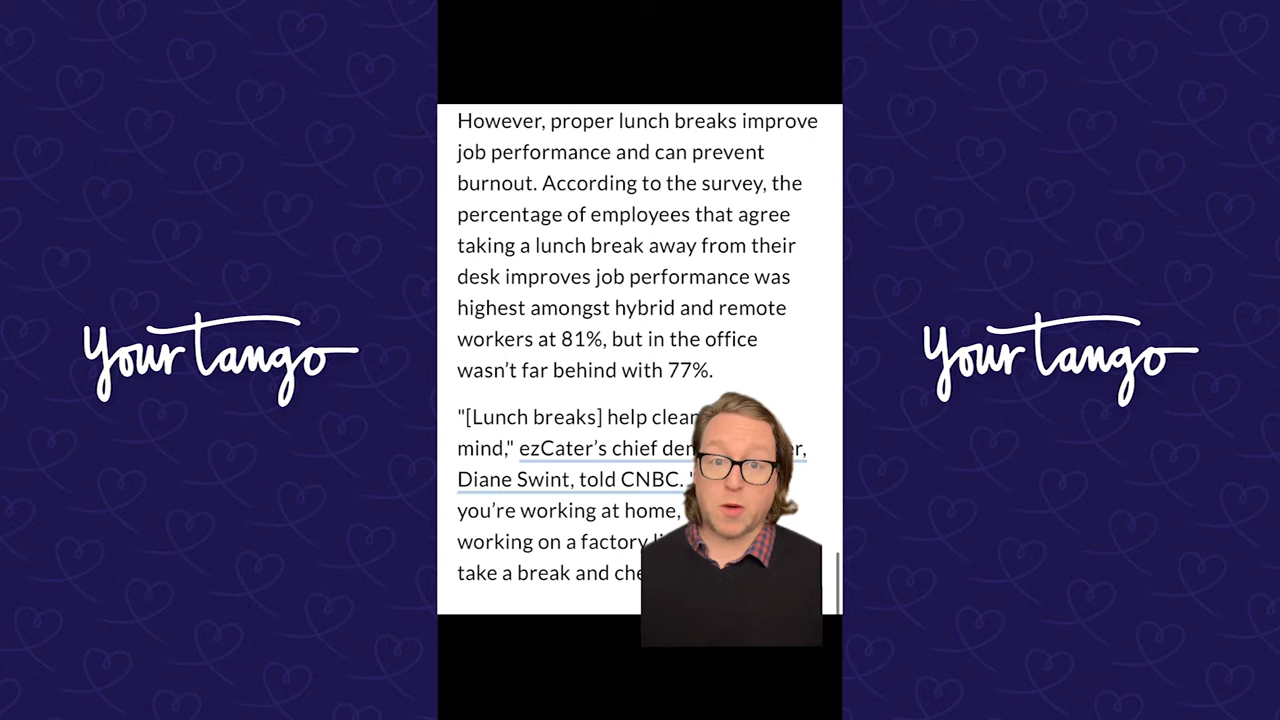 However, proper lunch breaks improve
job performance and can prevent
burnout. According to the survey, the
percentage of employees that agree
taking a lunch break away from their
desk improves job performance was
highest amongst hybrid and remote
workers at 81%, but in the office
wasn’t far behind with 77%.
"[Lunch breaks] help
mind," ezCater’s chief
Diane Swint, told CNBC.
you’re working at home,
working on a factory
take a break and
YourTango
YourTango